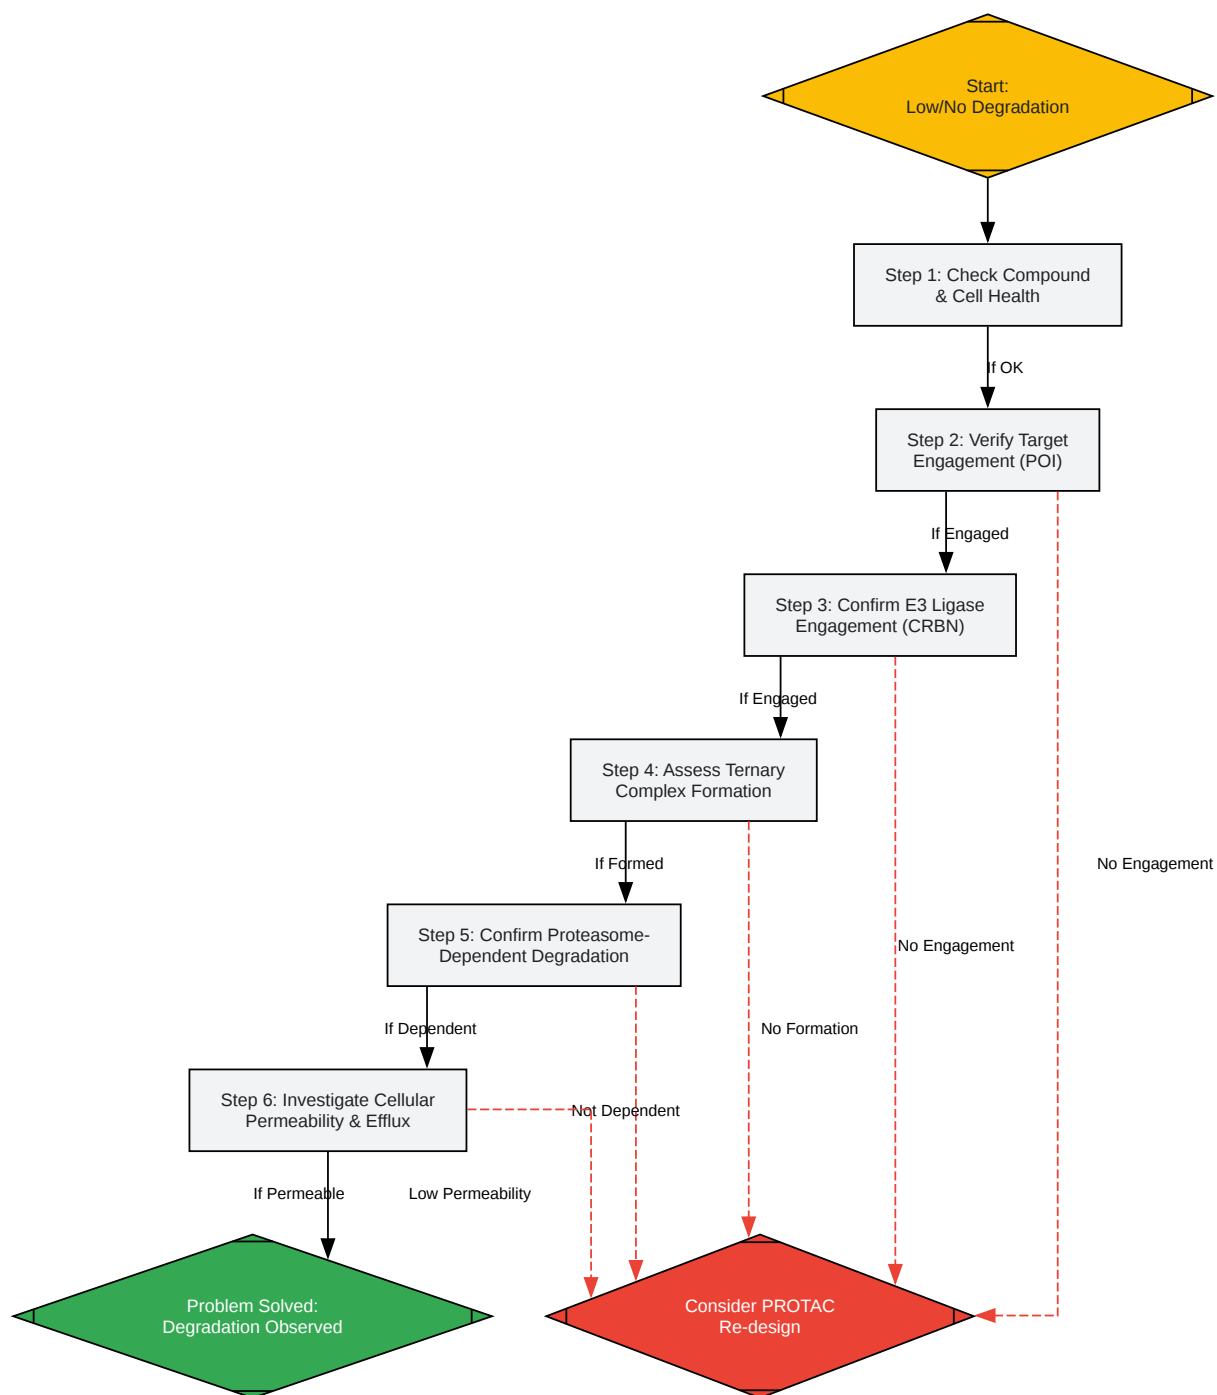 Start:
Low/No Degradation
Step 1: Check Compound
& Cell Health
If OK
Step 2: Verify Target
Engagement (POI)
If Engaged
Step 3: Confirm E3 Ligase
Engagement (CRBN)
If Engaged
Step 4: Assess Ternary
Complex Formation
If Formed
No Engagement
Step 5: Confirm Proteasome-
Dependent Degradation
No Engagement
If Dependent
No Formation
Step 6: Investigate Cellular
Permeability & Efflux
Not Dependent
If Permeable
Low Permeability
Problem Solved:
Degradation Observed
Consider PROTAC
Re-design